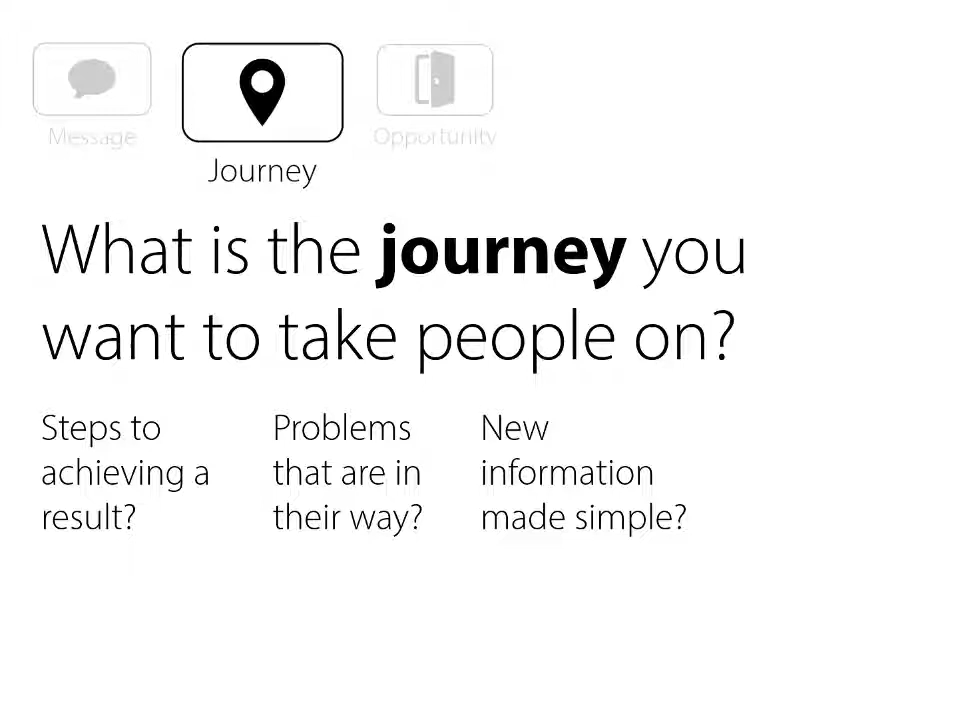 Message
Journey
Opportunity
What is the journey you
want to take people on?
Steps to
achieving a
result?
Problems
that are in
their way?
New
information
made simple?